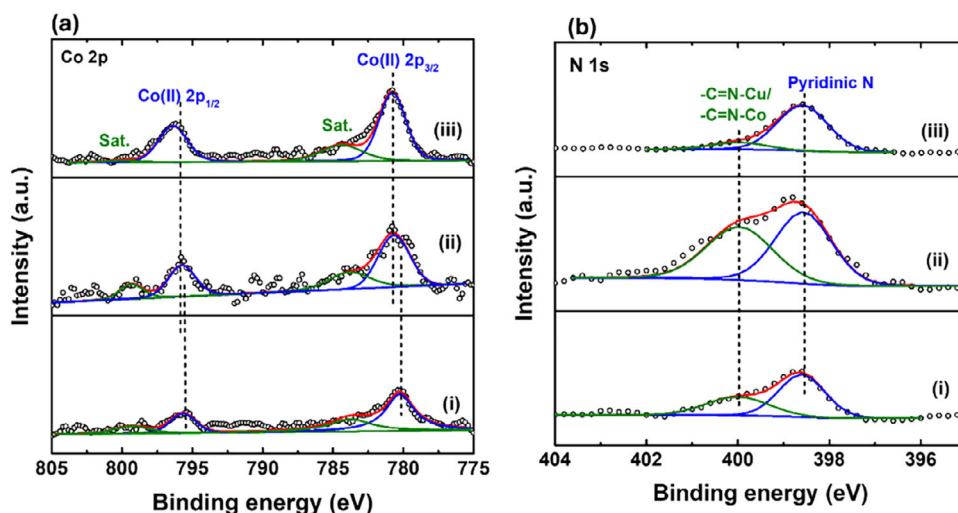 (a)
Co 2p
Co(II) 2p3/2
Co(II) 2p1/2
Sat.
Sat.
(iii)
(ii)
(i)
Intensity (a.u.)
805 800 795 790 785 780 775
Binding energy (eV)
(b)
N 1s
-C=N-Cu/
-C=N-Co
Pyridinic N
(iii)
(ii)
(i)
Intensity (a.u.)
404 402 400 398 396
Binding energy (eV)